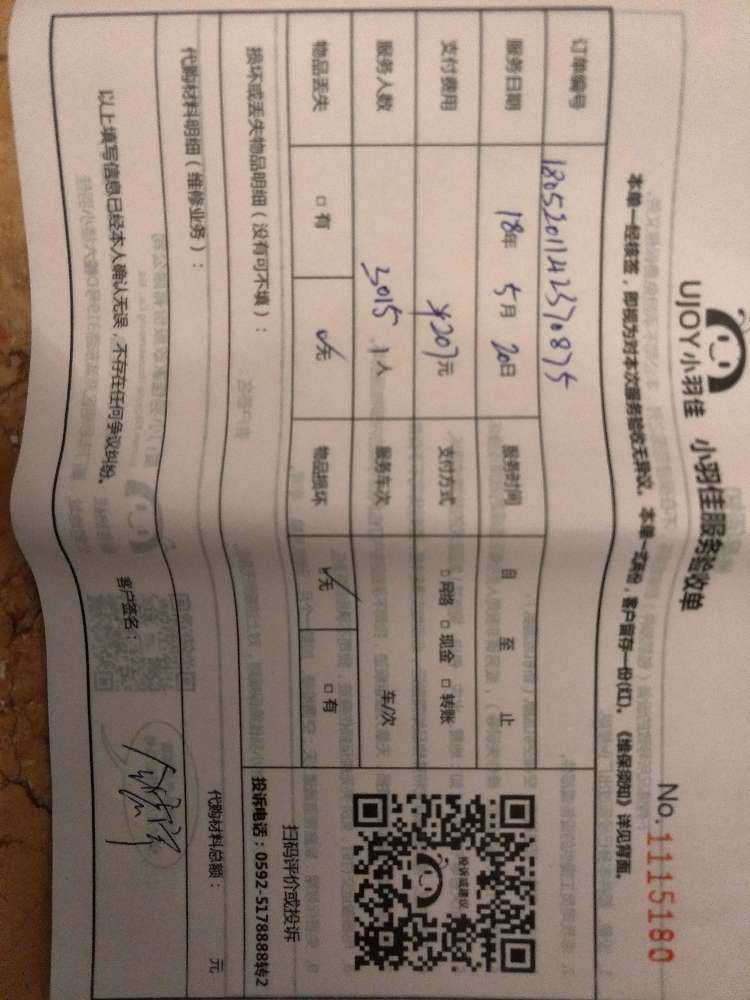 UJOY小羽佳 小羽佳服务验收单
No. 1115180
本单一经核签，即视为对本次服务验收无异议。本单一式两份，客户留存一份(红)。《维保须知》详见背面。
订单编号 1805201142370875
服务日期 18年 5月 20日 服务时间 自 至 止
支付费用 ¥207元 支付方式 □网络 □现金 □转账
服务人数 3015 1人 服务车次 车/次
物品丢失 □有 ☑无 物品损坏 ☑无 □有
投诉或建议
扫码评价或投诉
投诉电话：0592-5178888转2
损坏或丢失物品明细（没有可不填）：
代购材料明细（维修业务）：
代购材料总额： 元
以上填写信息已经本人确认无误，不存在任何争议纠纷。 客户签名：